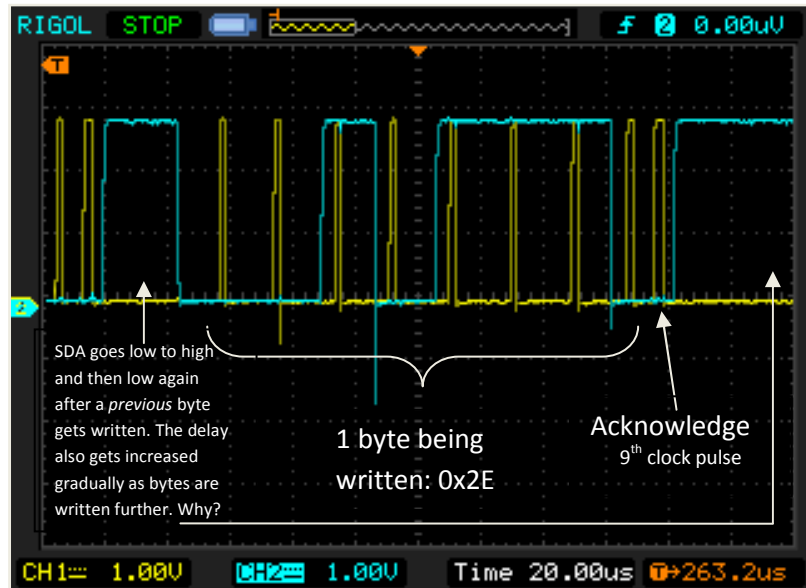 RIGOL STOP 2 0.00uV
T
SDA goes low to high
and then low again
after a previous byte
gets written. The delay
also gets increased
gradually as bytes are
written further. Why?
1 byte being
written: 0x2E
Acknowledge
9th clock pulse
CH1 1.00V CH2 1.00V Time 20.00us T→263.2us